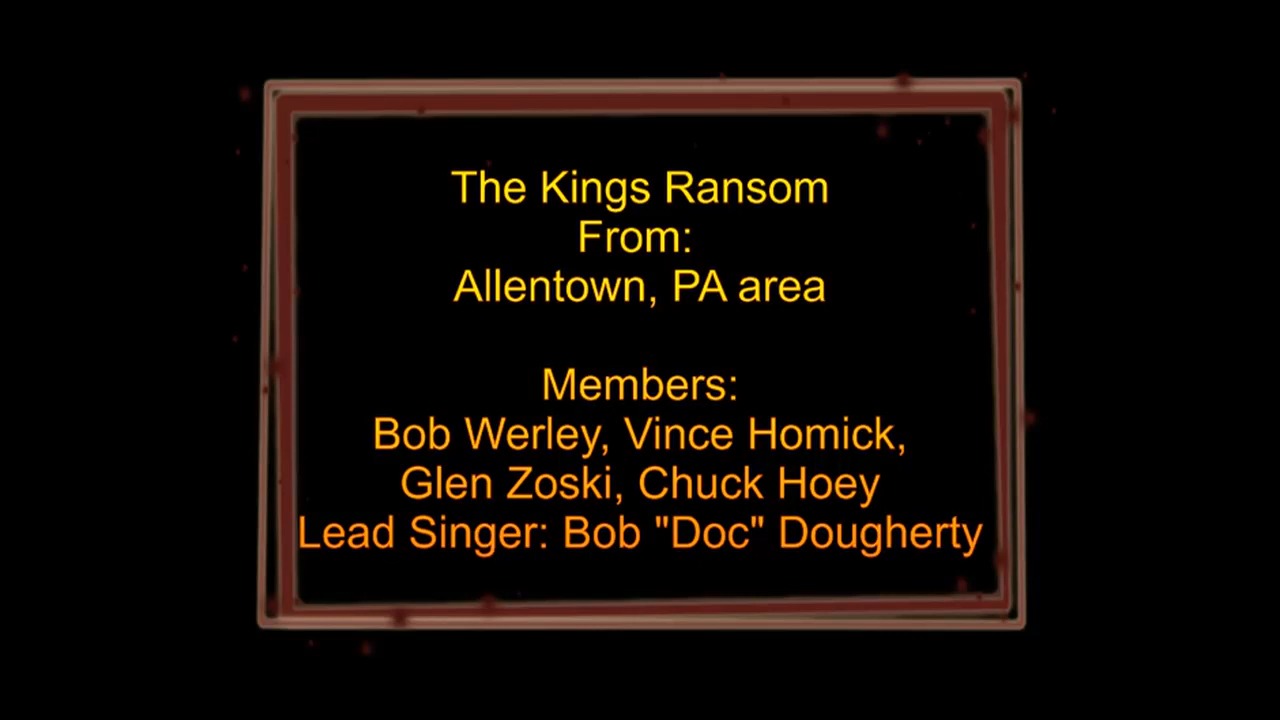 The Kings Ransom
From:
Allentown, PA area
Members:
Bob Werley, Vince Homick,
Glen Zoski, Chuck Hoey
Lead Singer: Bob "Doc" Dougherty